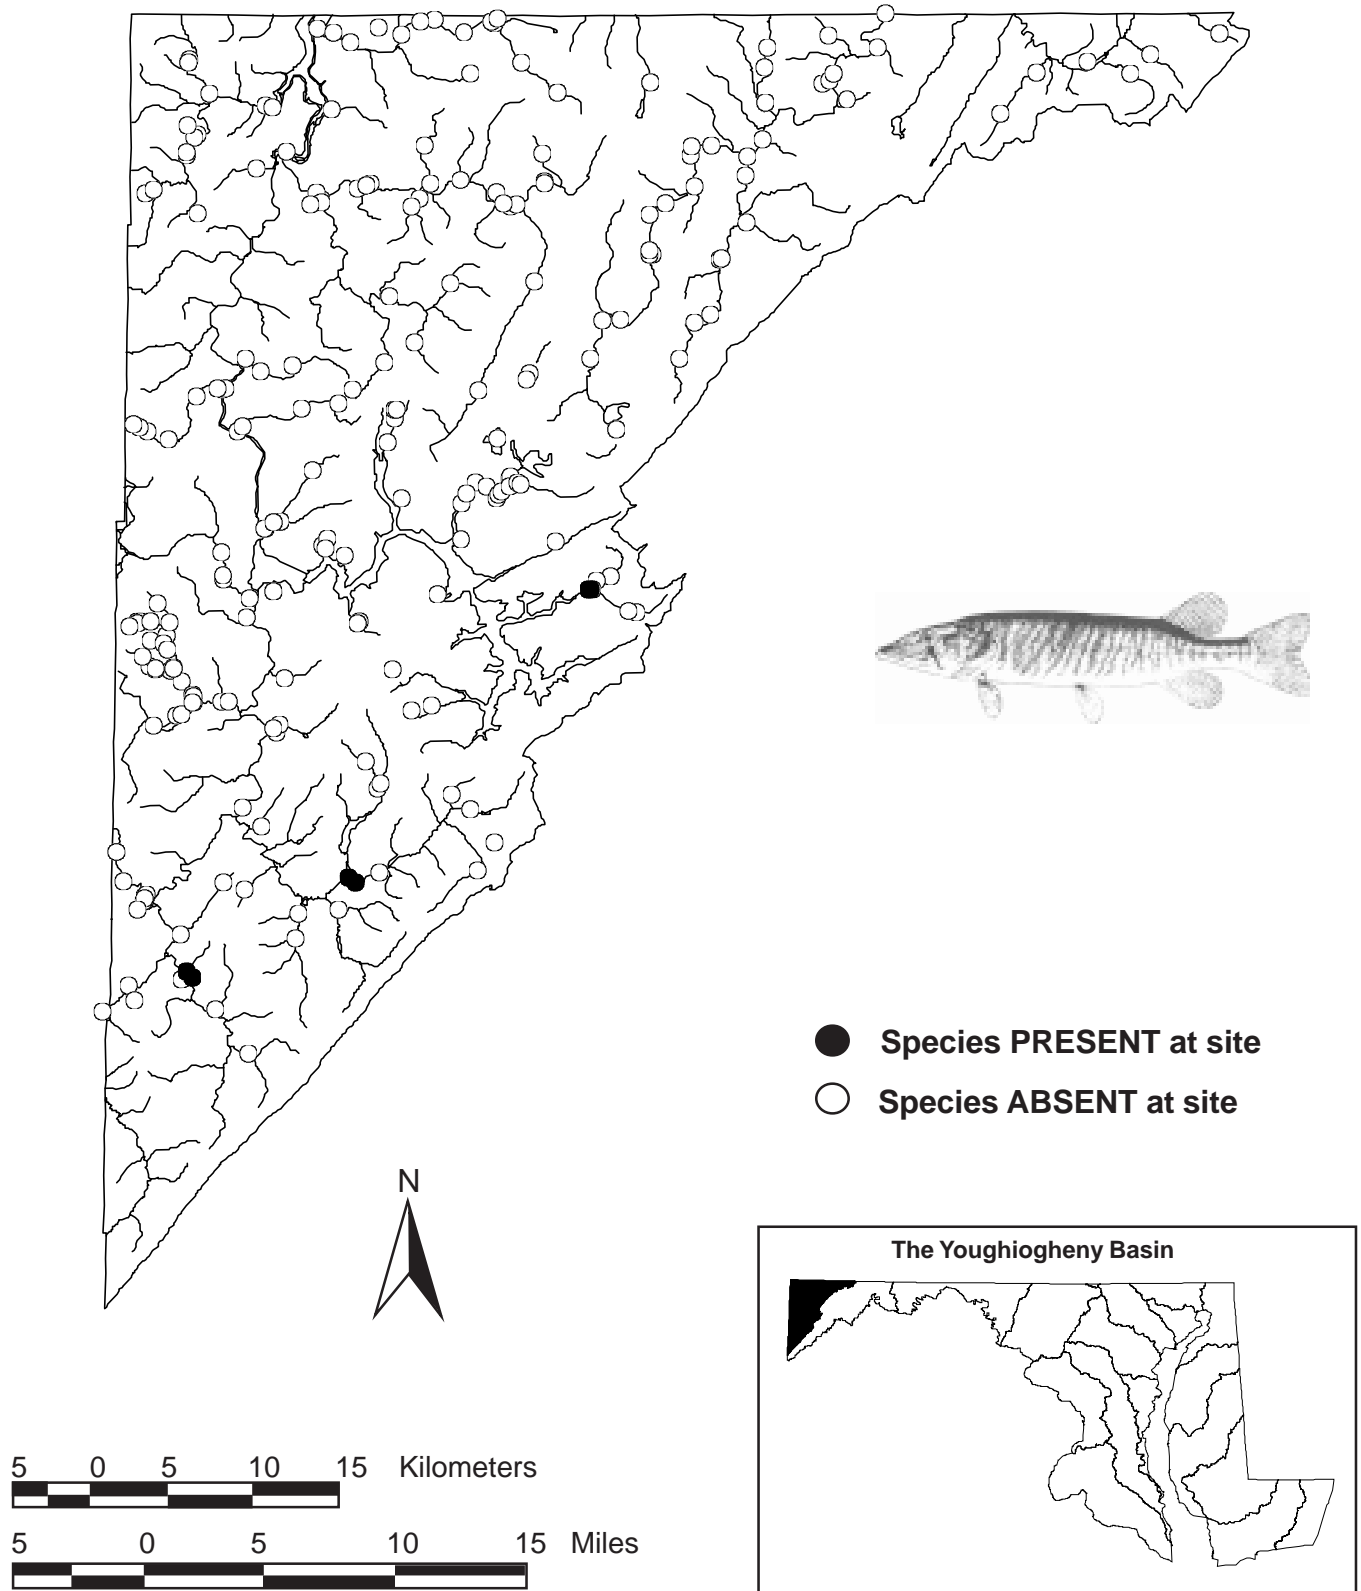 Species PRESENT at site
Species ABSENT at site
N
The Youghiogheny Basin
5 0 5 10 15 Kilometers
5 0 5 10 15 Miles